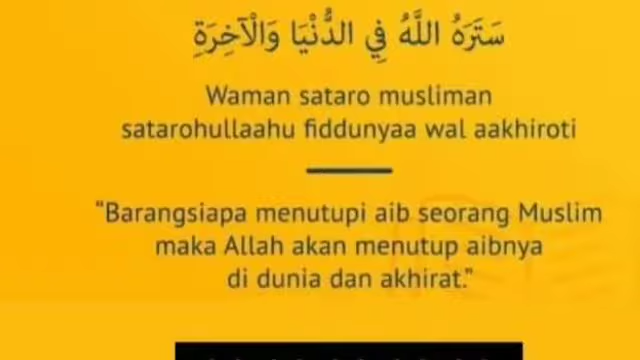 سَتَرَهُ اللَّهُ فِي الدُّنْيَا وَالْآخِرَةِ
Waman sataro musliman
satarohullaahu fiddunyaa wal aakhiroti
“Barangsiapa menutupi aib seorang Muslim
maka Allah akan menutup aibnya
di dunia dan akhirat.”